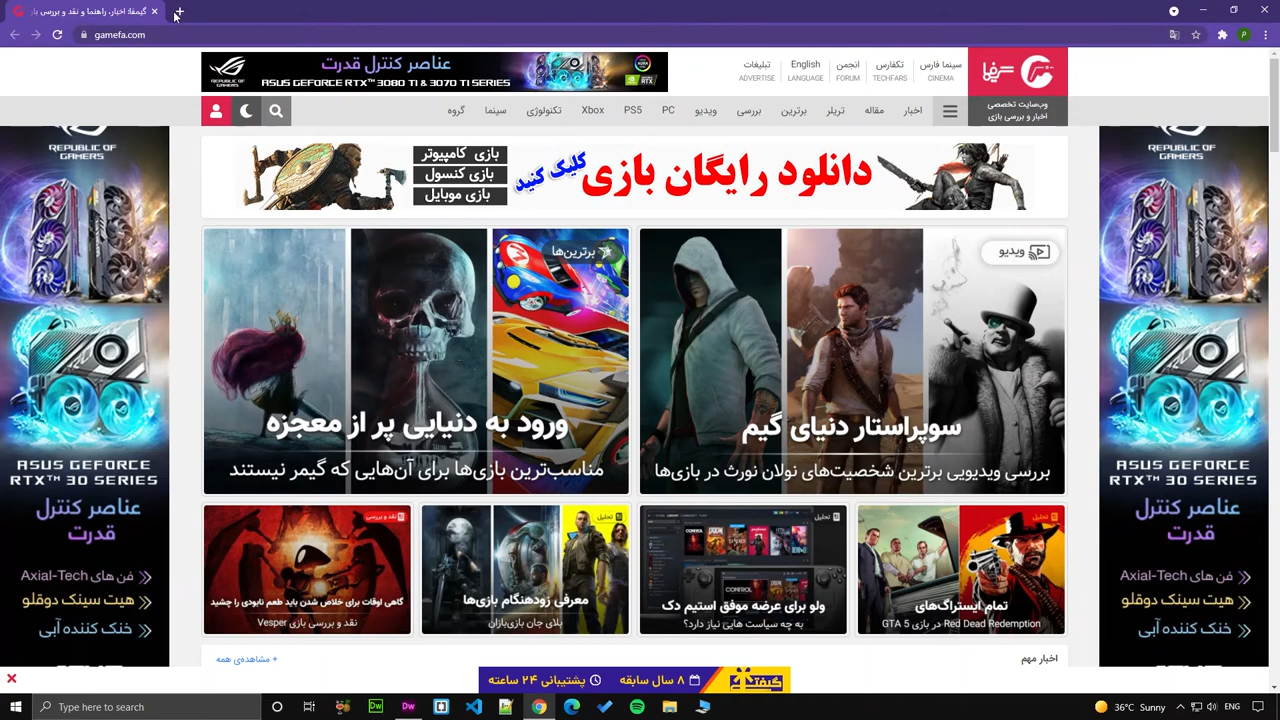 گیمفا: اخبار، راهنما و نقد و بررسی باز
gamefa.com
REPUBLIC OF GAMERS
عناصر کنترل قدرت
ASUS GEFORCE RTX™ 3080 TI & 3070 TI SERIES
سینما فارس
CINEMA
تکفارس
TECHFARS
انجمن
FORUM
English
LANGUAGE
تبلیغات
ADVERTISE
وب‌سایت تخصصی
اخبار و بررسی بازی
اخبار
مقاله
تریلر
برترین
بررسی
ویدیو
PC
PS5
Xbox
تکنولوژی
سینما
گروه
دانلود رایگان بازی
کلیک کنید
بازی کامپیوتر
بازی کنسول
بازی موبایل
ویدیو
سوپراستار دنیای گیم
بررسی ویدیویی برترین شخصیت‌های نولان نورث در بازی‌ها
برترین‌ها
ورود به دنیایی پر از معجزه
مناسب‌ترین بازی‌ها برای آن‌هایی که گیمر نیستند
تحلیل
تمام ایستراگ‌های
Red Dead Redemption در بازی GTA 5
تحلیل
ولو برای عرضه موفق استیم دک
به چه سیاست هایی نیاز دارد؟
تحلیل
معرفی زودهنگام بازی‌ها
بلای جان بازی‌بازان
نقد و بررسی
گاهی اوقات برای خلاص شدن باید طعم نابودی را چشید
نقد و بررسی بازی Vesper
اخبار مهم
+ مشاهده‌ی همه
REPUBLIC OF
GAMERS
ASUS GEFORCE
RTX™ 30 SERIES
عناصر کنترل
قدرت
فن های Axial-Tech
هیت سینک دوقلو
خنک کننده آبی
REPUBLIC OF
GAMERS
ASUS GEFORCE
RTX™ 30 SERIES
عناصر کنترل
قدرت
فن های Axial-Tech
هیت سینک دوقلو
خنک کننده آبی
۸ سال سابقه
پشتیبانی ۲۴ ساعته
Type here to search
36°C Sunny
ENG